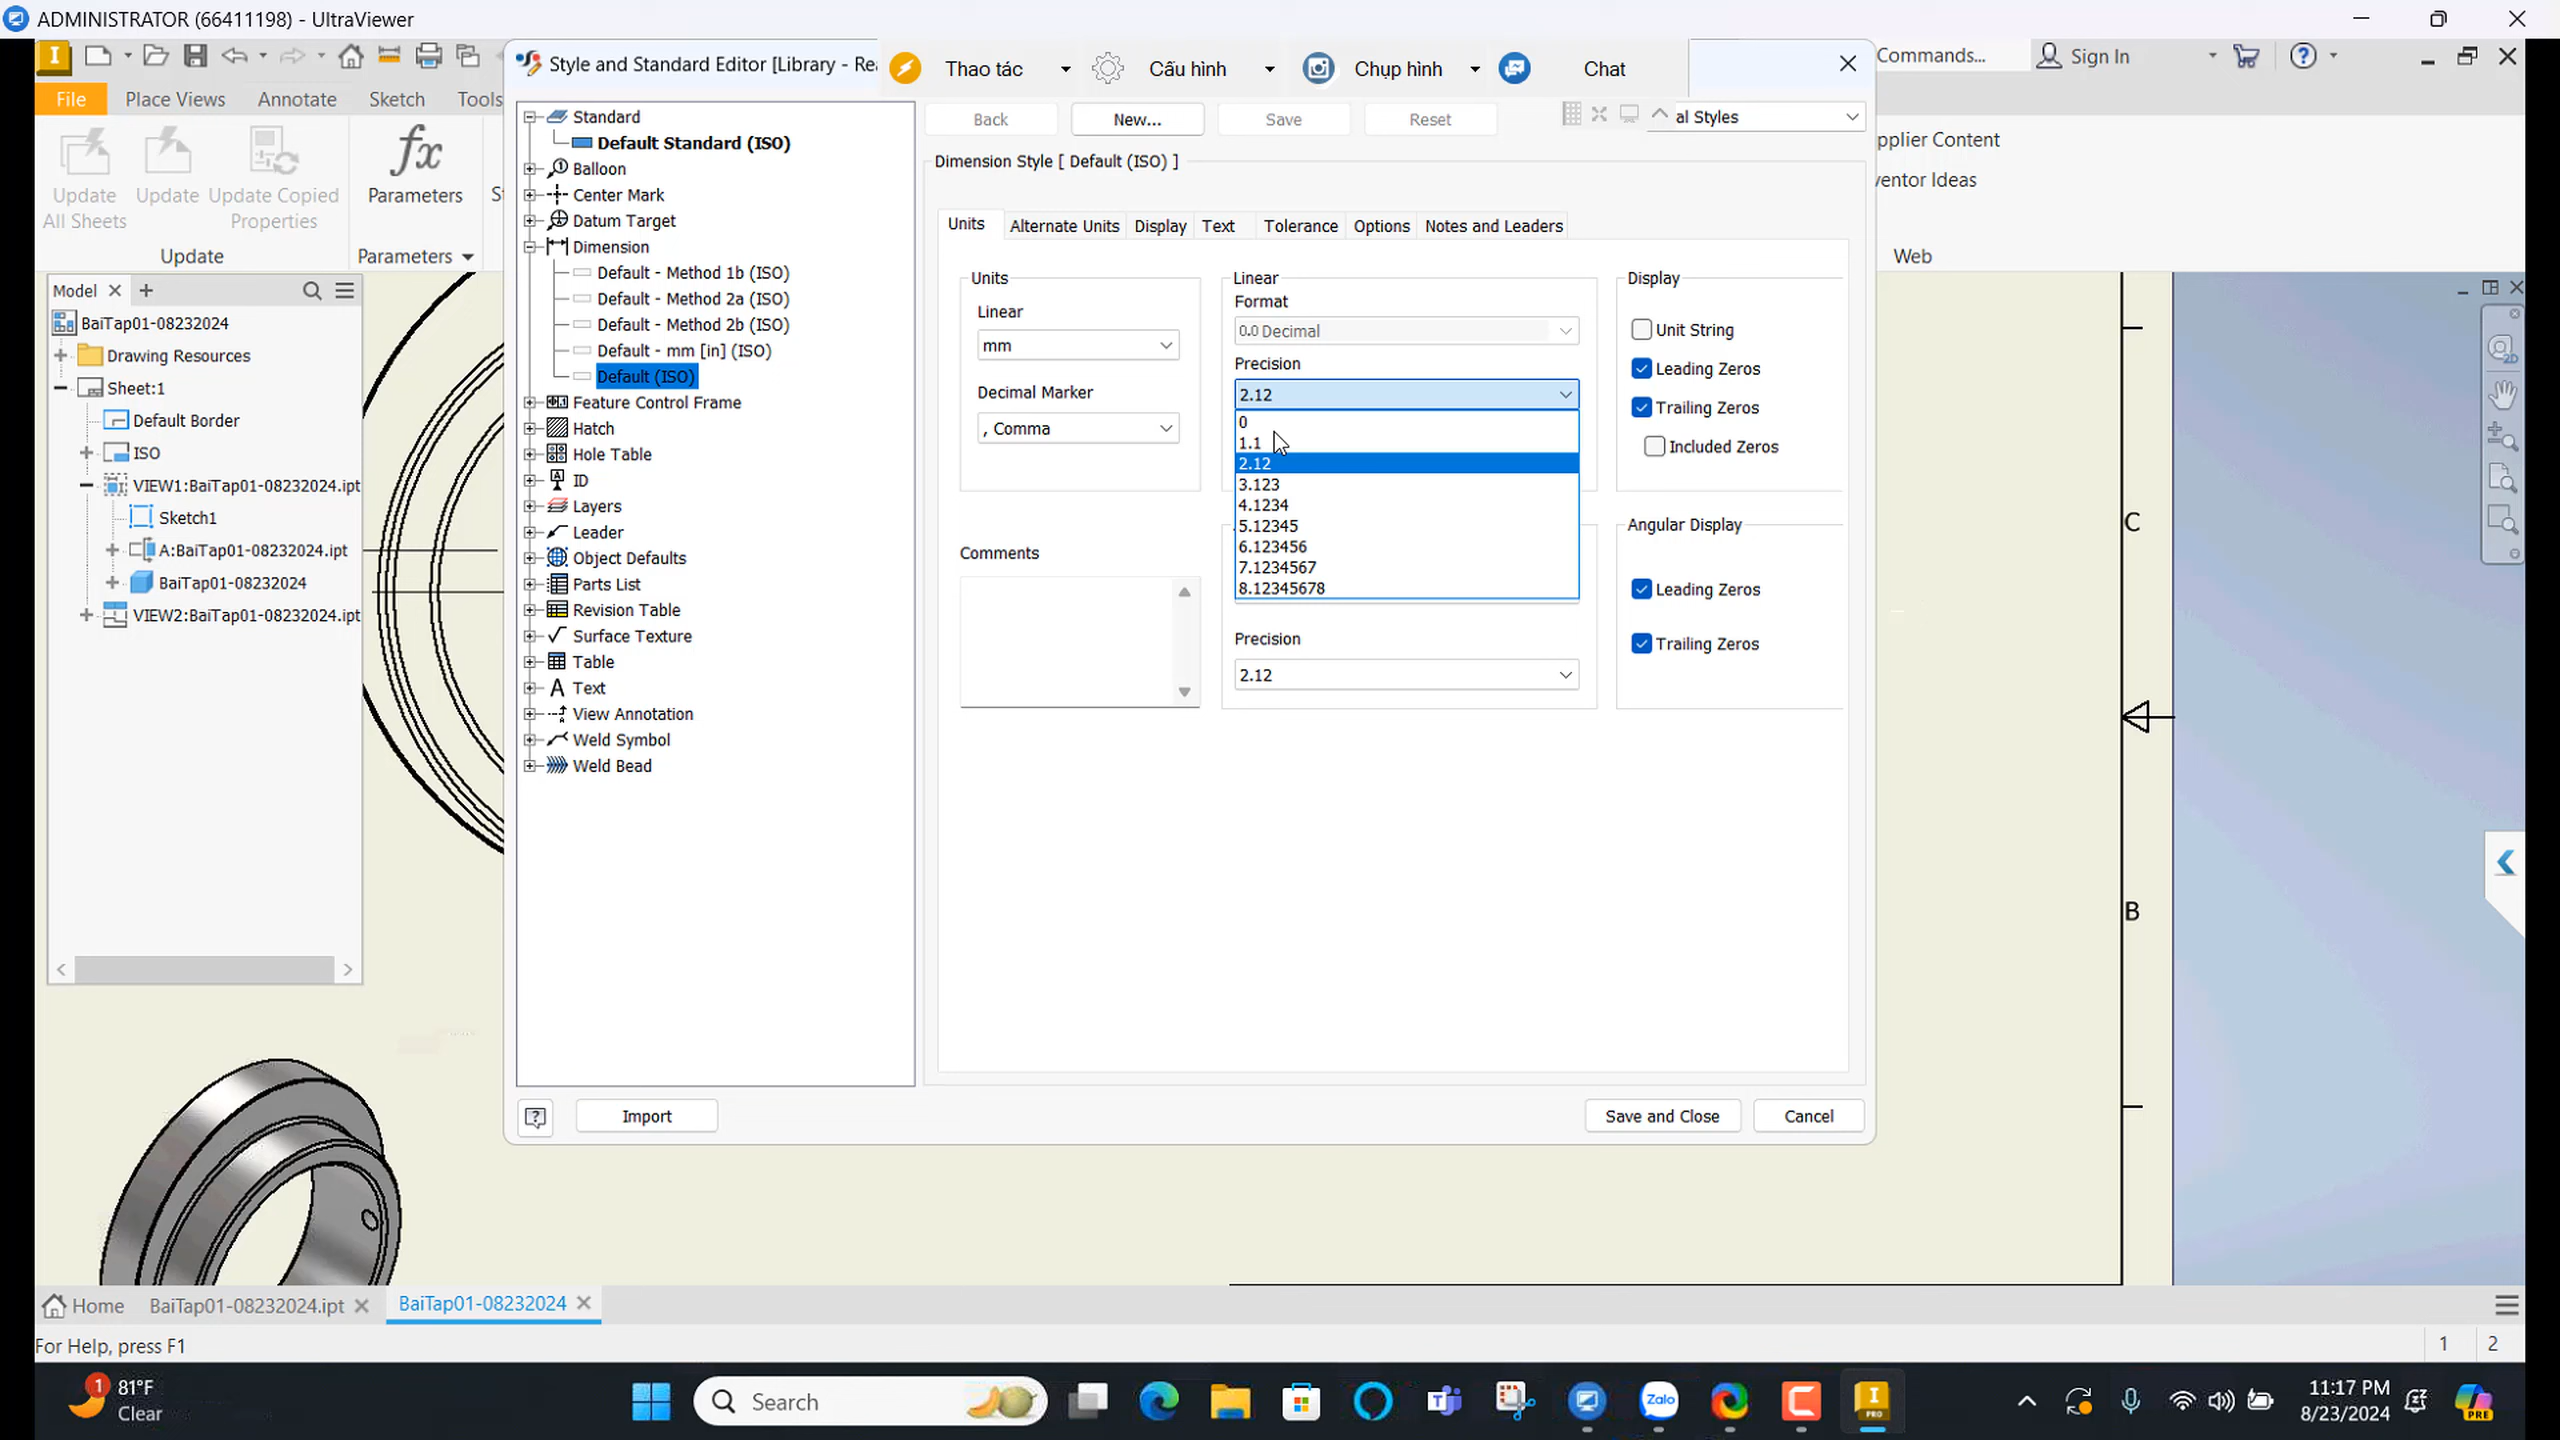 ADMINISTRATOR (66411198) - UltraViewer
Commands...
Sign In
File
Place Views
Annotate
Sketch
Tools
Update All Sheets
Update
Update Copied Properties
Parameters
Update
Parameters
pplier Content
ventor Ideas
Web
Model
BaiTap01-08232024
Drawing Resources
Sheet:1
Default Border
ISO
VIEW1:BaiTap01-08232024.ipt
Sketch1
A:BaiTap01-08232024.ipt
BaiTap01-08232024
VIEW2:BaiTap01-08232024.ipt
Style and Standard Editor [Library - Rea
Thao tác
Cấu hình
Chụp hình
Chat
Standard
Default Standard (ISO)
Balloon
Center Mark
Datum Target
Dimension
Default - Method 1b (ISO)
Default - Method 2a (ISO)
Default - Method 2b (ISO)
Default - mm [in] (ISO)
Default (ISO)
Feature Control Frame
Hatch
Hole Table
ID
Layers
Leader
Object Defaults
Parts List
Revision Table
Surface Texture
Table
Text
View Annotation
Weld Symbol
Weld Bead
Back
New...
Save
Reset
al Styles
Dimension Style [ Default (ISO) ]
Units
Alternate Units
Display
Text
Tolerance
Options
Notes and Leaders
Units
Linear
mm
Decimal Marker
, Comma
Comments
Linear
Format
0.0 Decimal
Precision
2.12
0
1.1
2.12
3.123
4.1234
5.12345
6.123456
7.1234567
8.12345678
Precision
2.12
Display
Unit String
Leading Zeros
Trailing Zeros
Included Zeros
Angular Display
Leading Zeros
Trailing Zeros
Import
Save and Close
Cancel
C
B
2D
Home
BaiTap01-08232024.ipt
BaiTap01-08232024
For Help, press F1
1
2
1
81°F
Clear
Search
Zalo
I
PRO
11:17 PM
8/23/2024
PRE